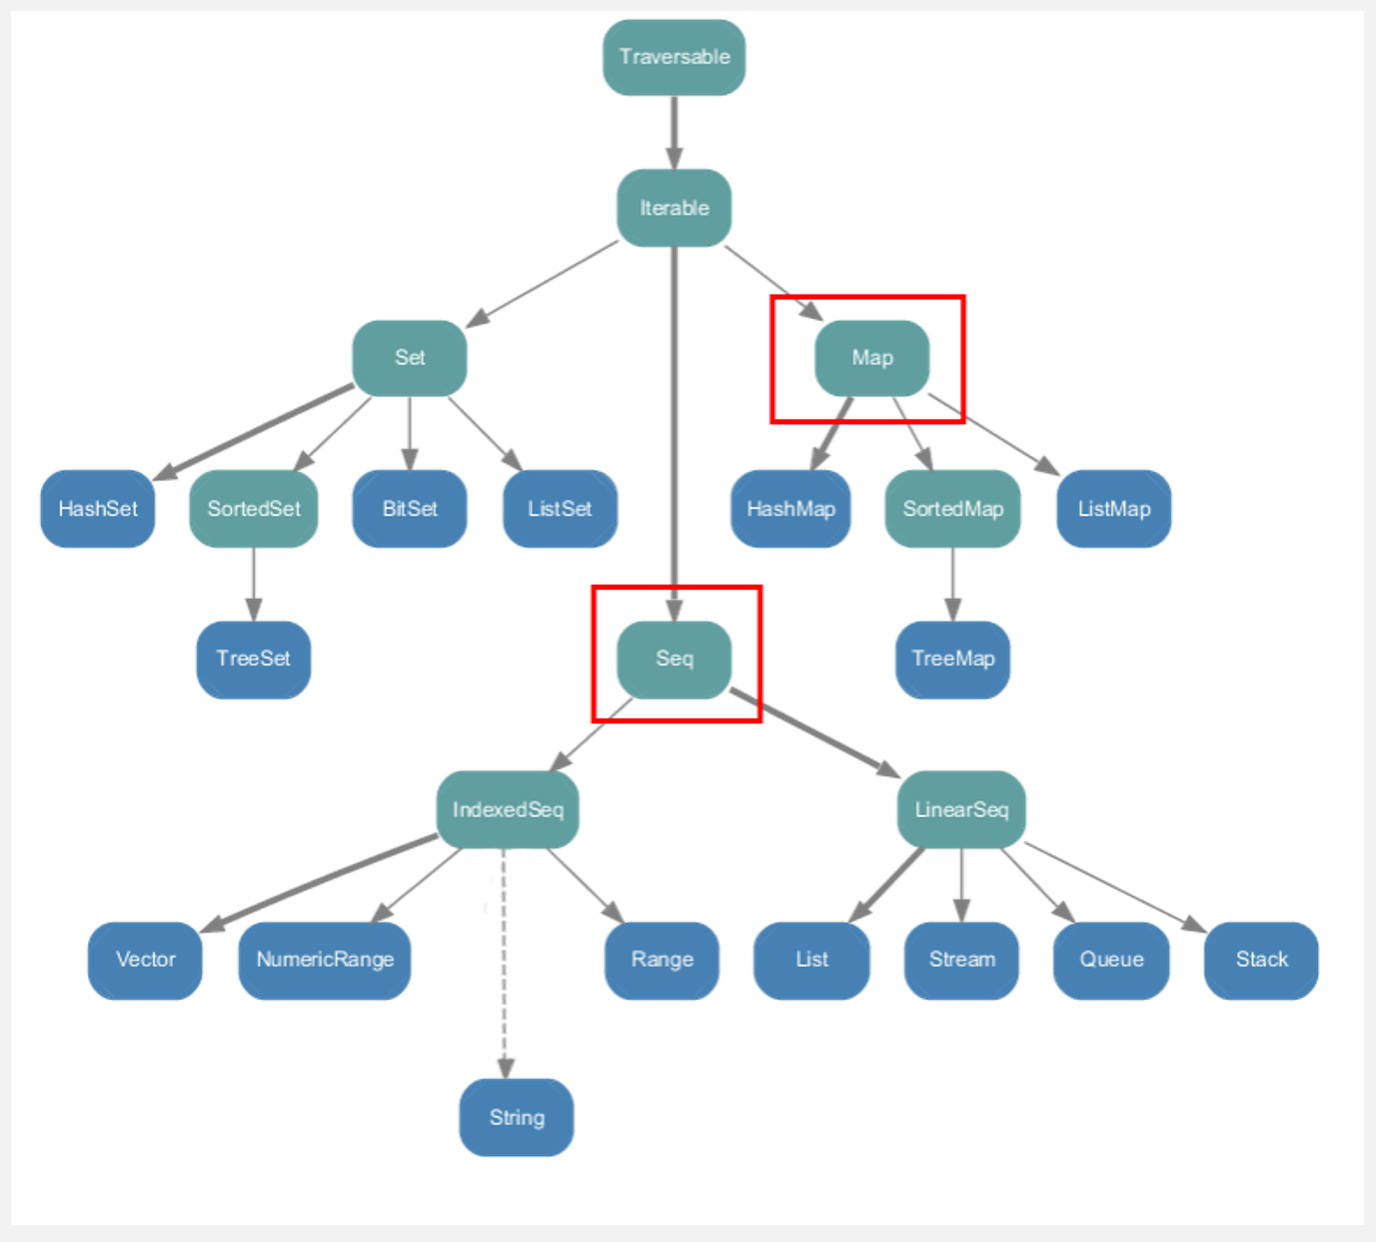 Traversable
Iterable
Set
Map
HashSet
SortedSet
BitSet
ListSet
HashMap
SortedMap
ListMap
TreeSet
Seq
TreeMap
IndexedSeq
LinearSeq
Vector
NumericRange
Range
List
Stream
Queue
Stack
String